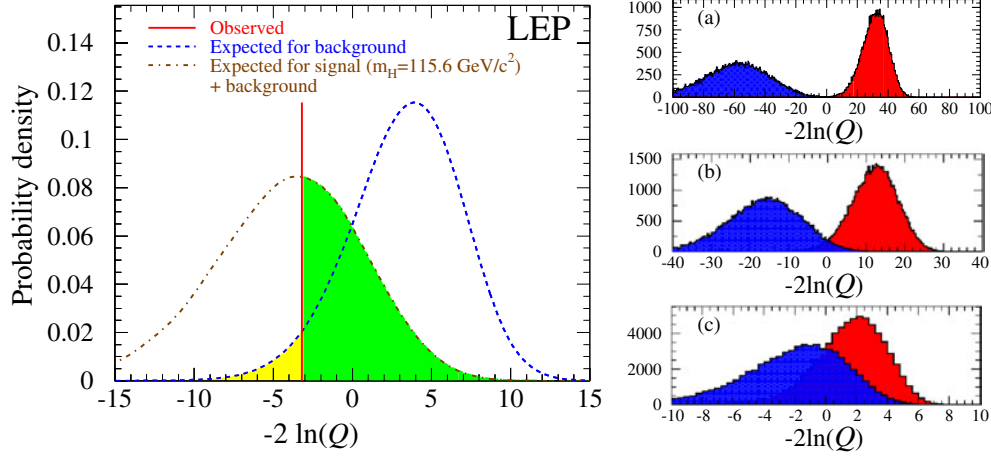 LEP
Observed
Expected for background
Expected for signal (m_H=115.6 GeV/c²)
+ background
Probability density
0.14
0.12
0.1
0.08
0.06
0.04
0.02
0
-15 -10 -5 0 5 10 15
-2 ln(Q)
(a)
1000
750
500
250
0
-100 -80 -60 -40 -20 0 20 40 60 80 100
-2ln(Q)
(b)
1500
1000
500
0
-40 -30 -20 -10 0 10 20 30 40
-2ln(Q)
(c)
4000
2000
0
-10 -8 -6 -4 -2 0 2 4 6 8 10
-2ln(Q)